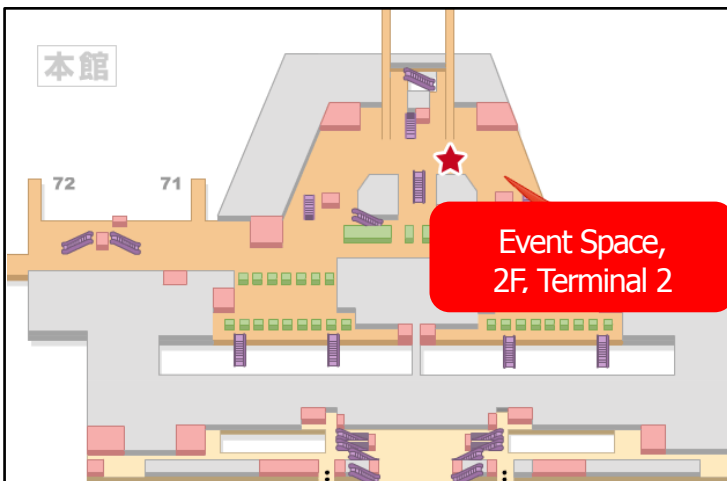 本館
72
71
Event Space,
2F, Terminal 2